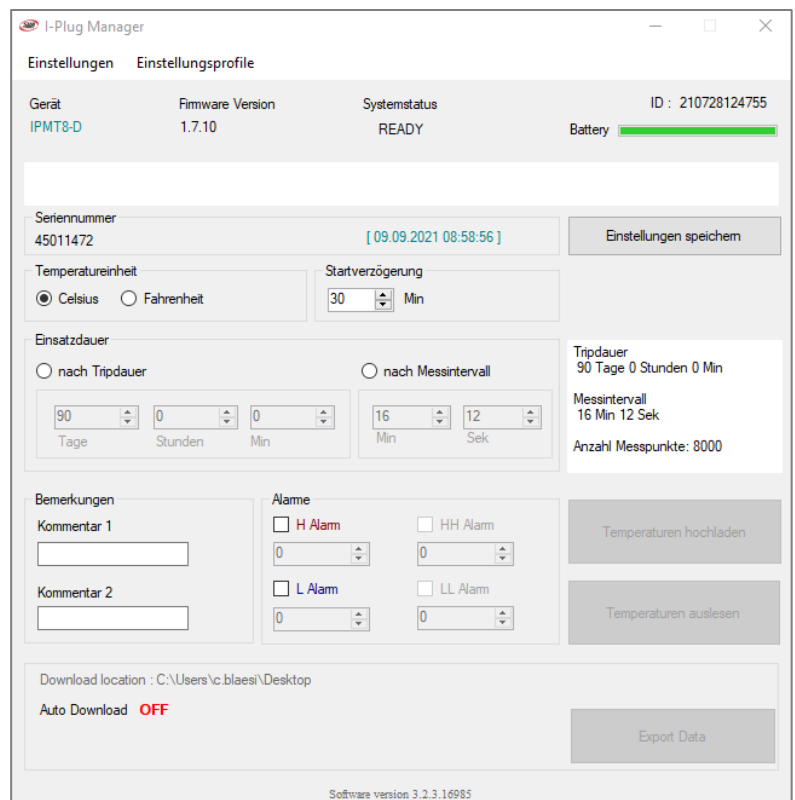 I-Plug Manager
Einstellungen Einstellungsprofile
Gerät Firmware Version Systemstatus ID : 210728124755
IPMT8-D 1.7.10 READY Battery
Seriennummer
45011472 [ 09.09.2021 08:58:56 ] Einstellungen speichern
Temperatureinheit Startverzögerung
Celsius Fahrenheit 30 Min
Einsatzdauer
nach Tripdauer nach Messintervall
90 0 0 16 12
Tage Stunden Min Min Sek
Tripdauer
90 Tage 0 Stunden 0 Min
Messintervall
16 Min 12 Sek
Anzahl Messpunkte: 8000
Bemerkungen Alarme
Kommentar 1 H Alarm HH Alarm
0 0
Kommentar 2 L Alarm LL Alarm
0 0
Temperaturen hochladen
Temperaturen auslesen
Download location : C:\Users\c.blaesi\Desktop
Auto Download OFF
Export Data
Software version 3.2.3.16985